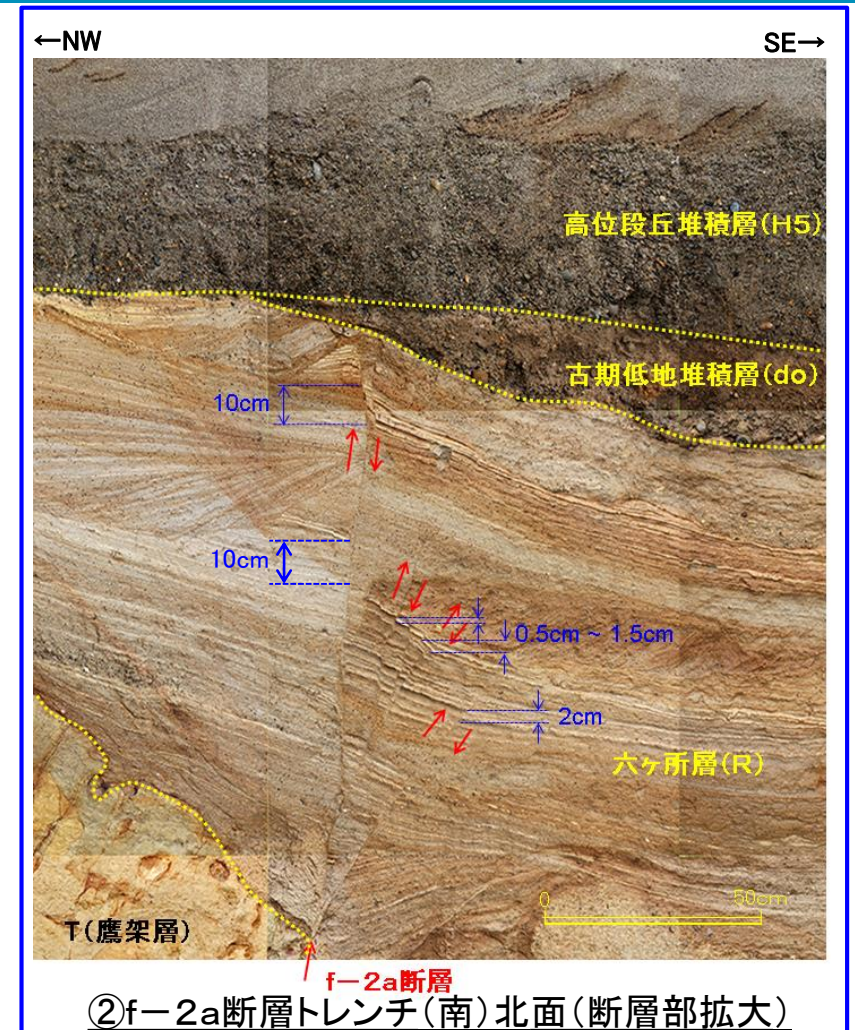 ←NW
SE→
高位段丘堆積層(H5)
古期低地堆積層(do)
10cm
10cm
0.5cm ~ 1.5cm
2cm
六ヶ所層(R)
0
50cm
T(鷹架層)
f-2a断層
②f-2a断層トレンチ(南)北面(断層部拡大)